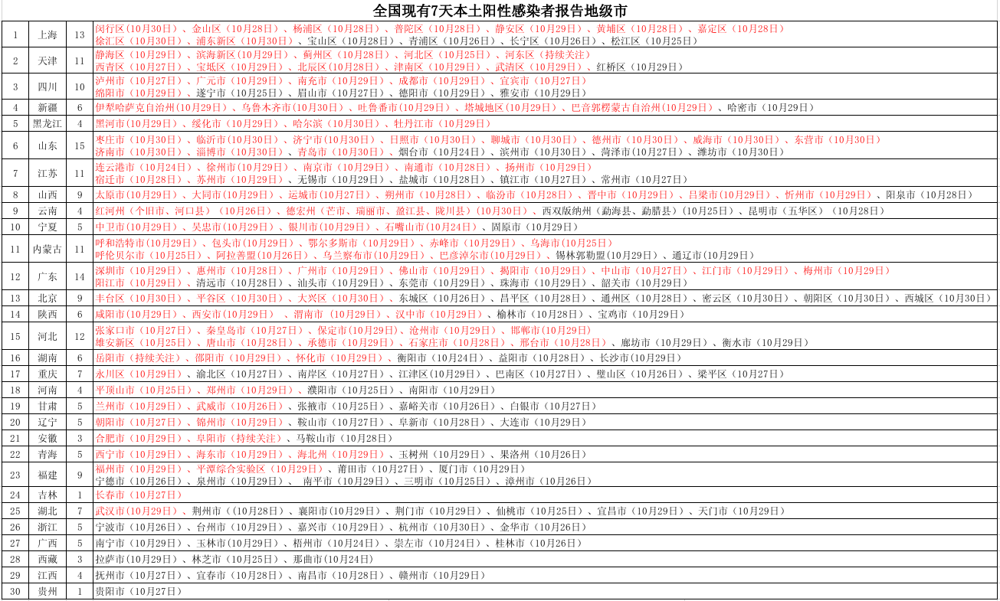 全国现有7天本土阳性感染者报告地级市
1 上海 13 闵行区(10月30日）、金山区（10月28日）、杨浦区（10月28日）、普陀区（10月28日）、静安区（10月29日）、黄埔区（10月28日）、嘉定区（10月28日）
徐汇区（10月30日）、浦东新区（10月30日）、宝山区（10月28日）、青浦区（10月26日）、长宁区（10月26日）、松江区（10月25日）
2 天津 11 静海区（10月29日）、滨海新区(10月29日）、蓟州区（10月28日）、河北区（10月25日）、河东区（持续关注）
西青区（10月27日）、宝坻区（10月29日）、北辰区(10月28日）、津南区（10月29日）、武清区（10月29日）、红桥区（10月29日）
3 四川 10 泸州市（10月27日）、广元市（10月29日）、南充市（10月29日）、成都市（10月29日）、宜宾市（10月27日）
绵阳市（10月29日）、遂宁市（10月25日）、眉山市（10月27日）、德阳市（10月29日）、雅安市（10月29日）
4 新疆 6 伊犁哈萨克自治州(10月29日）、乌鲁木齐市(10月30日）、吐鲁番市(10月29日）、塔城地区(10月29日）、巴音郭楞蒙古自治州(10月29日）、哈密市（10月29日）
5 黑龙江 4 黑河市(10月29日）、绥化市（10月29日）、哈尔滨（10月30日）、牡丹江市（10月29日）
6 山东 15 枣庄市（10月30日）、临沂市(10月30日）、济宁市(10月30日）、日照市（10月30日）、聊城市（10月30日）、德州市（10月30日）、威海市（10月30日）、东营市（10月30日）
济南市（10月30日）、淄博市（10月30日）、青岛市（10月30日）、烟台市（10月24日）、滨州市（10月30日）、菏泽市(10月27日）、潍坊市（10月30日）
7 江苏 11 连云港市（10月24日）、徐州市(10月29日）、南京市（10月29日）、南通市（10月28日）、扬州市（10月29日）
宿迁市（10月28日）、苏州市（10月29日）、无锡市（10月29日）、盐城市（10月28日）、镇江市（10月27日）、常州市（10月27日）
8 山西 9 太原市(10月29日）、大同市(10月29日）、运城市(10月27日）、朔州市（10月28日）、临汾市（10月28日）、晋中市（10月29日）、吕梁市(10月29日）、忻州市（10月29日）、阳泉市（10月28日）
9 云南 4 红河州（个旧市、河口县）（10月26日）、德宏州（芒市、瑞丽市、盈江县、陇川县）(10月30日）、西双版纳州（勐海县、勐腊县）(10月25日）、昆明市（五华区）（10月28日）
10 宁夏 5 中卫市(10月29日）、吴忠市(10月29日）、银川市(10月29日）、石嘴山市(10月24日）、固原市（10月29日）
11 内蒙古 11 呼和浩特市(10月29日）、包头市(10月29日）、鄂尔多斯市（10月29日）、赤峰市（10月29日）、乌海市(10月25日）
呼伦贝尔市（10月25日）、阿拉善盟(10月26日）、乌兰察布市(10月29日）、巴彦淖尔市(10月29日）、锡林郭勒盟(10月29日）、通辽市(10月29日）
12 广东 14 深圳市（10月29日）、惠州市（10月28日）、广州市（10月29日）、佛山市（10月29日）、揭阳市（10月29日）、中山市（10月27日）、江门市（10月29日）、梅州市（10月29日）
阳江市（10月29日）、清远市（10月28日）、汕头市（10月29日）、东莞市（10月29日）、珠海市（10月29日）、韶关市（10月29日）
13 北京 9 丰台区（10月30日）、平谷区（10月30日）、大兴区（10月30日）、东城区（10月26日）、昌平区（10月28日）、通州区（10月28日）、密云区（10月30日）、朝阳区（10月30日）、西城区（10月30日）
14 陕西 6 咸阳市(10月29日）、西安市(10月29日） 、渭南市 (10月29日）、汉中市（10月29日）、榆林市（10月28日）、宝鸡市（10月29日）
15 河北 12 张家口市（10月27日）、秦皇岛市（10月27日）、保定市(10月29日)、沧州市（10月29日）、邯郸市(10月29日)
雄安新区（10月25日）、唐山市（10月28日）、承德市（10月29日）、石家庄市（10月28日）、邢台市（10月28日）、廊坊市（10月29日）、衡水市（10月29日）
16 湖南 6 岳阳市（持续关注）、邵阳市（10月29日）、怀化市（10月29日）、衡阳市（10月24日）、益阳市（10月28日）、长沙市(10月29日）
17 重庆 7 永川区（10月29日）、渝北区（10月27日）、南岸区（10月27日）、江津区(10月29日）、巴南区（10月27日）、璧山区（10月26日）、梁平区（10月27日）
18 河南 4 平顶山市（10月25日）、郑州市（10月29日）、濮阳市（10月25日）、南阳市（10月29日）
19 甘肃 5 兰州市（10月29日）、武威市（10月26日）、张掖市（10月25日）、嘉峪关市（10月26日）、白银市（10月27日）
20 辽宁 5 朝阳市（10月27日）、锦州市（10月29日）、鞍山市（10月27日）、阜新市（10月28日）、大连市（10月29日）
21 安徽 3 合肥市（10月29日）、阜阳市（持续关注）、马鞍山市（10月28日）
22 青海 5 西宁市（10月29日）、海东市（10月29日）、海北州（10月29日）、玉树州（10月29日）、果洛州（10月26日）
23 福建 9 福州市（10月29日）、平潭综合实验区（10月29日）、莆田市（10月27日）、厦门市（10月29日）
宁德市（10月26日）、泉州市（10月29日）、 南平市（10月29日）、三明市（10月25日）、漳州市（10月26日）
24 吉林 1 长春市（10月27日）
25 湖北 7 武汉市(10月29日）、荆州市（(10月28日）、襄阳市(10月29日）、荆门市（10月29日）、仙桃市（10月25日）、宜昌市（10月29日）、天门市（10月29日）
26 浙江 5 宁波市（10月26日）、台州市（10月29日）、嘉兴市（10月29日）、杭州市（10月30日）、金华市（10月26日）
27 广西 5 南宁市（10月29日）、玉林市(10月29日）、梧州市（10月24日）、崇左市（10月24日）、桂林市（10月26日）
28 西藏 3 拉萨市(10月29日）、林芝市（10月25日）、那曲市(10月24日)
29 江西 4 抚州市（10月27日）、宜春市（10月28日）、南昌市（10月28日）、赣州市（10月29日）
30 贵州 1 贵阳市（10月27日）